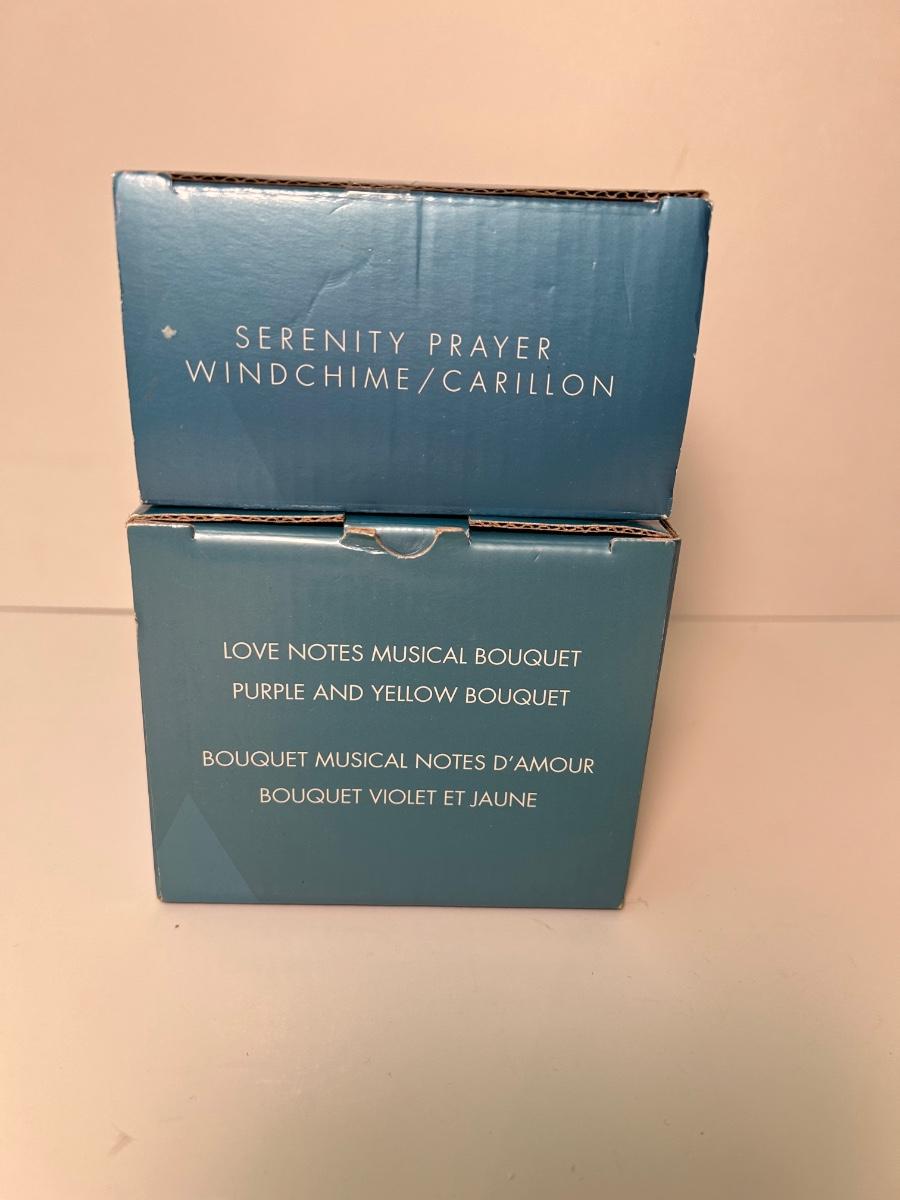 SERENITY PRAYER
WINDCHIME/CARILLON
LOVE NOTES MUSICAL BOUQUET
PURPLE AND YELLOW BOUQUET
BOUQUET MUSICAL NOTES D'AMOUR
BOUQUET VIOLET ET JAUNE